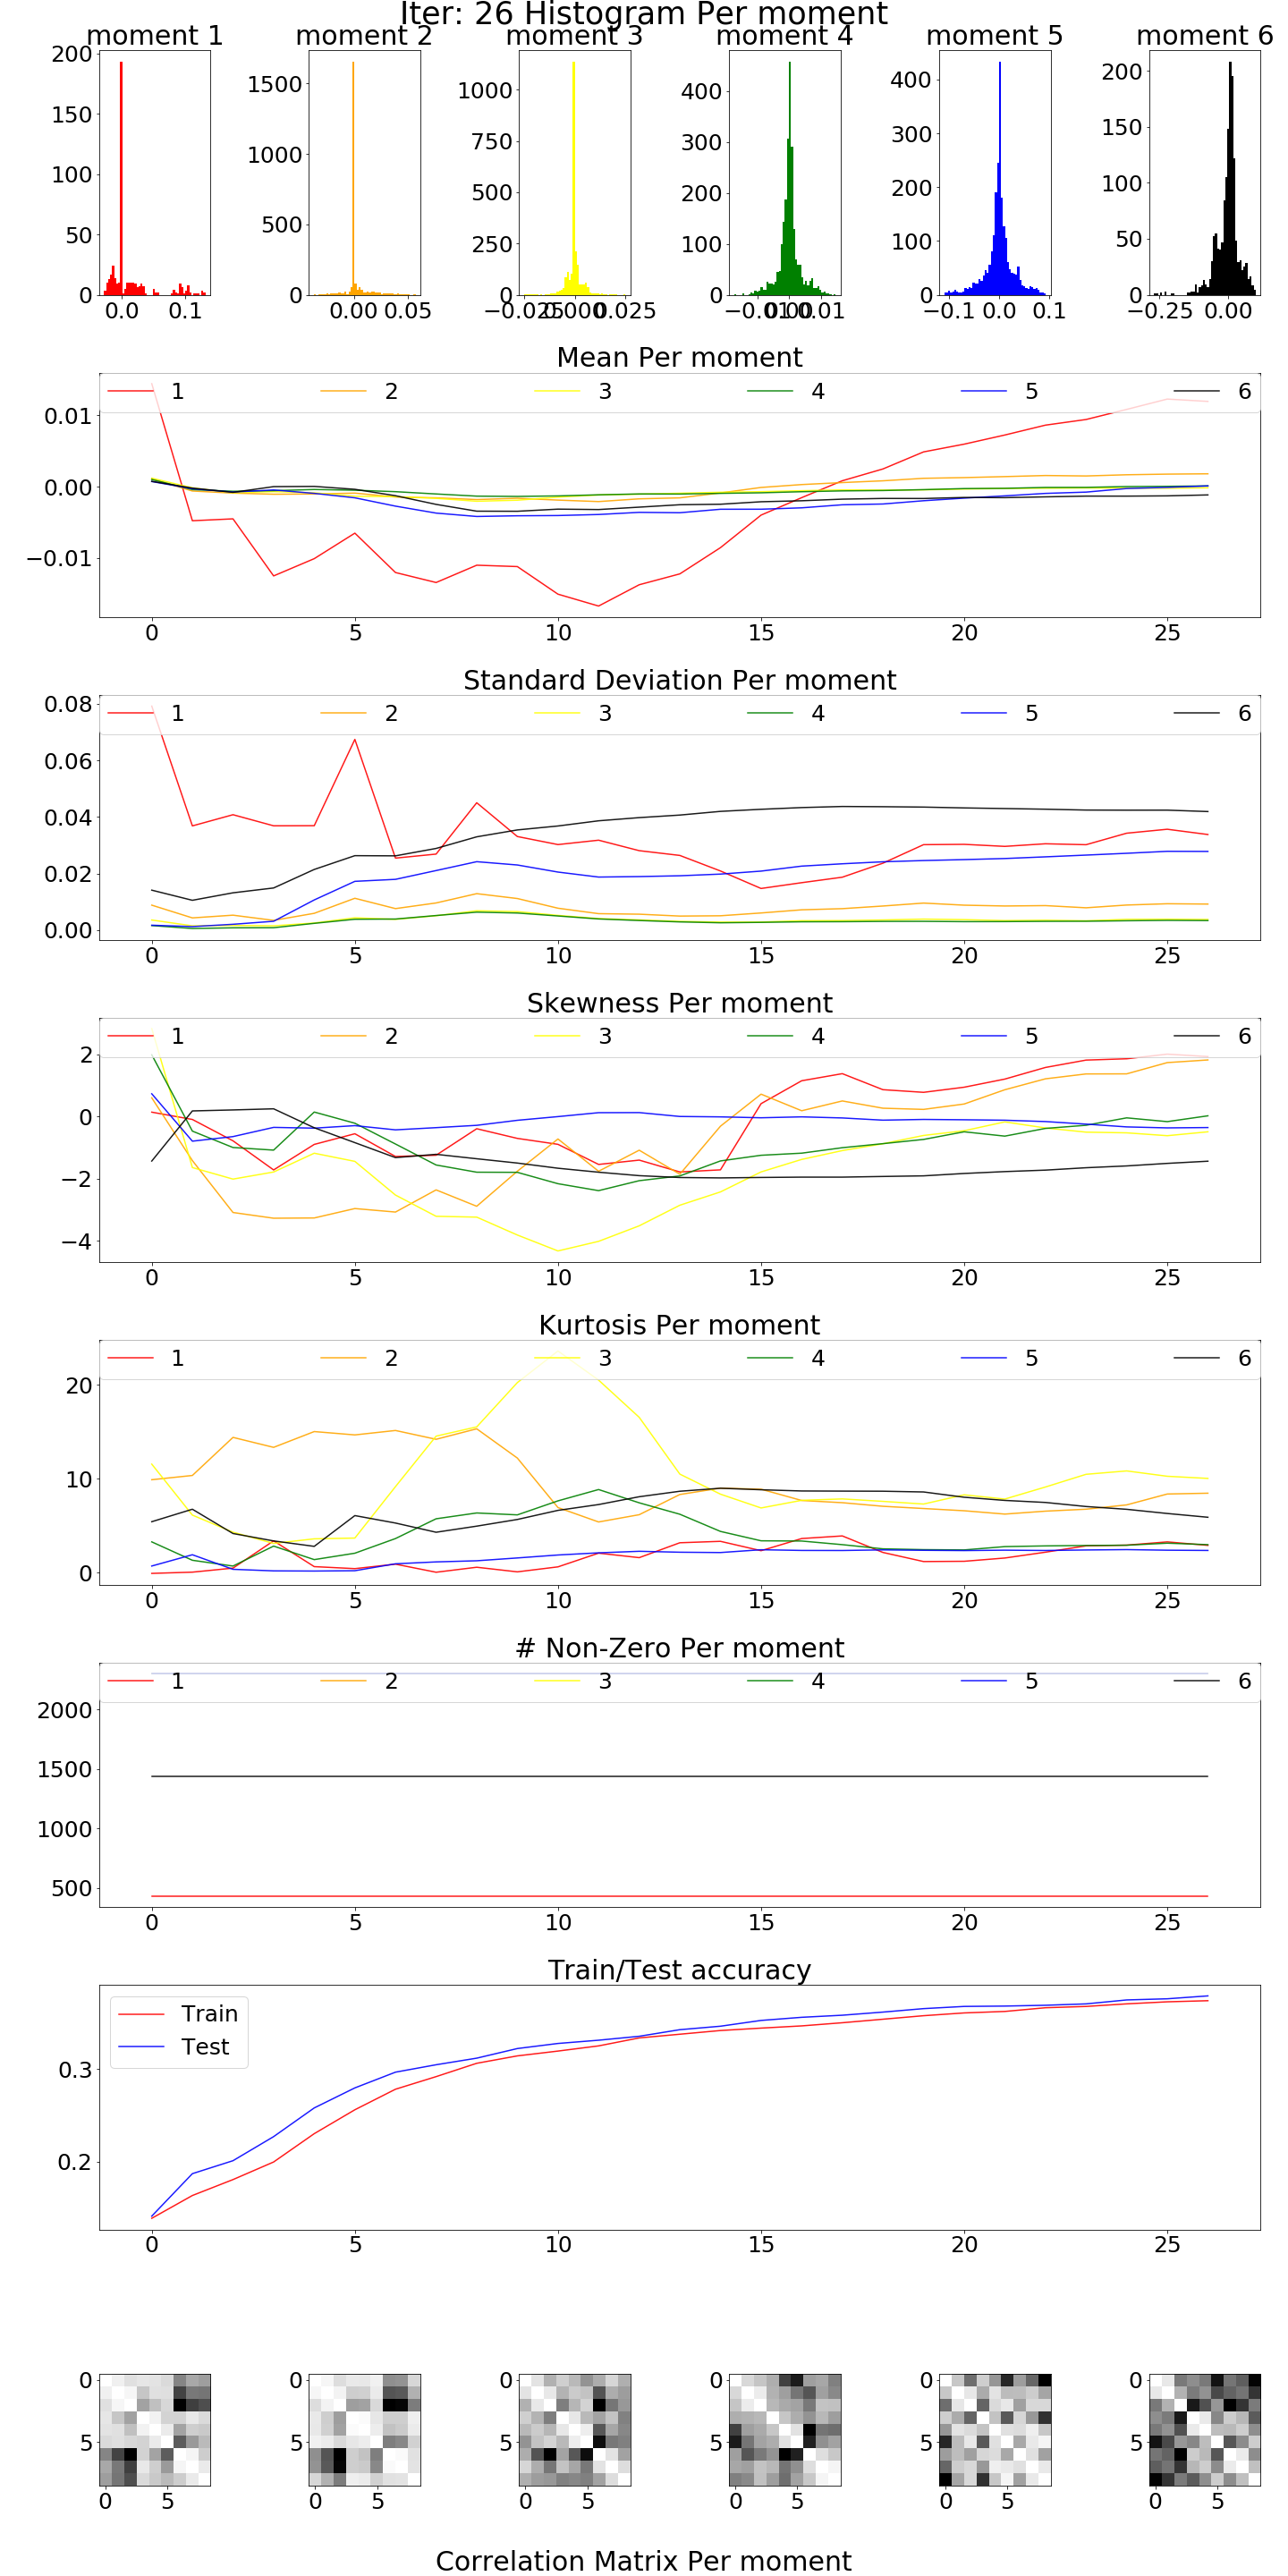 Iter: 26 Histogram Per moment
moment 1 moment 2 moment 3 moment 4 moment 5 moment 6
200
150
100
50
0
0.0 0.1
1500
1000
500
0
0.00 0.05
1000
750
500
250
0
−0.025 0.000 0.025
400
300
200
100
0
−0.01 0.00 0.01
400
300
200
100
0
−0.1 0.0 0.1
200
150
100
50
0
−0.25 0.00
Mean Per moment
1 2 3 4 5 6
0.01
0.00
−0.01
0 5 10 15 20 25
Standard Deviation Per moment
1 2 3 4 5 6
0.08
0.06
0.04
0.02
0.00
0 5 10 15 20 25
Skewness Per moment
1 2 3 4 5 6
2
0
−2
−4
0 5 10 15 20 25
Kurtosis Per moment
1 2 3 4 5 6
20
10
0
0 5 10 15 20 25
# Non-Zero Per moment
1 2 3 4 5 6
2000
1500
1000
500
0 5 10 15 20 25
Train/Test accuracy
Train
Test
0.3
0.2
0 5 10 15 20 25
0 0 0 0 0 0
5 5 5 5 5 5
0 5 0 5 0 5 0 5 0 5 0 5
Correlation Matrix Per moment